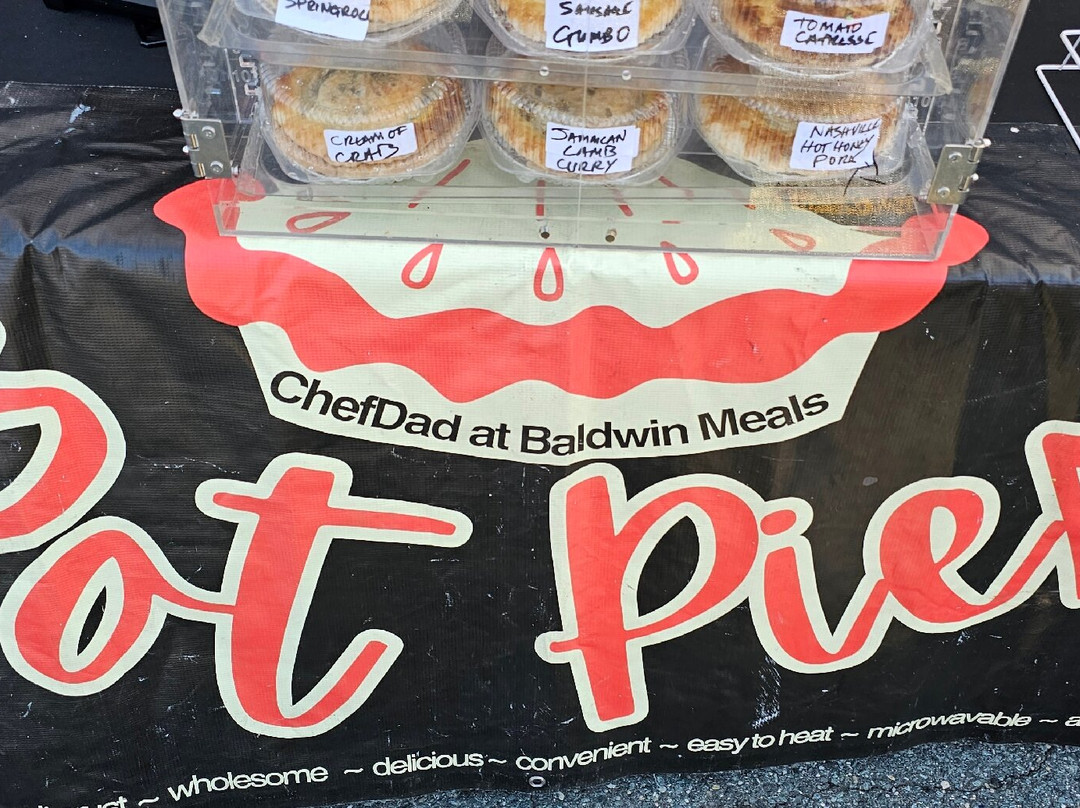 SPRINGROLL
SAUSAGE
GUMBO
TOMATO
CAPRESSE
CREAM OF
CRAB
JAMAICAN
LAMB
CURRY
NASHVILLE
HOT HONEY
PORK
ChefDad at Baldwin Meals
Pot Pie
~ wholesome ~ delicious ~ convenient ~ easy to heat ~ microwavable ~